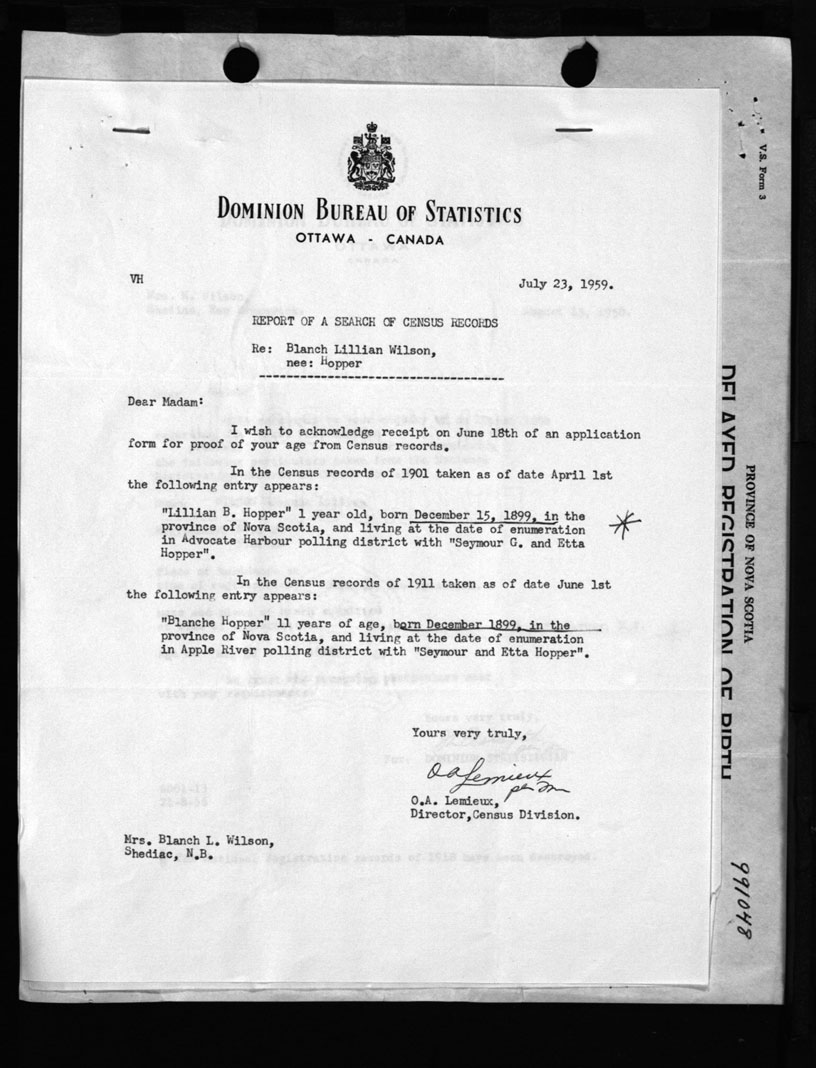 DOMINION BUREAU OF STATISTICS
OTTAWA - CANADA
VH
July 23, 1959.
REPORT OF A SEARCH OF CENSUS RECORDS
Re: Blanch Lillian Wilson,
nee: Hopper
Dear Madam:
I wish to acknowledge receipt on June 18th of an application
form for proof of your age from Census records.
In the Census records of 1901 taken as of date April 1st
the following entry appears:
"Lillian B. Hopper" 1 year old, born December 15, 1899, in the
province of Nova Scotia, and living at the date of enumeration
in Advocate Harbour polling district with "Seymour G. and Etta
Hopper".
In the Census records of 1911 taken as of date June 1st
the following entry appears:
"Blanche Hopper" 11 years of age, born December 1899, in the
province of Nova Scotia, and living at the date of enumeration
in Apple River polling district with "Seymour and Etta Hopper".
Yours very truly,
O A Lemieux
per
O.A. Lemieux,
Director,Census Division.
Mrs. Blanch L. Wilson,
Shediac, N.B.
V.S. Form 3
PROVINCE OF NOVA SCOTIA
DELAYED REGISTRATION OF BIRTH
991048